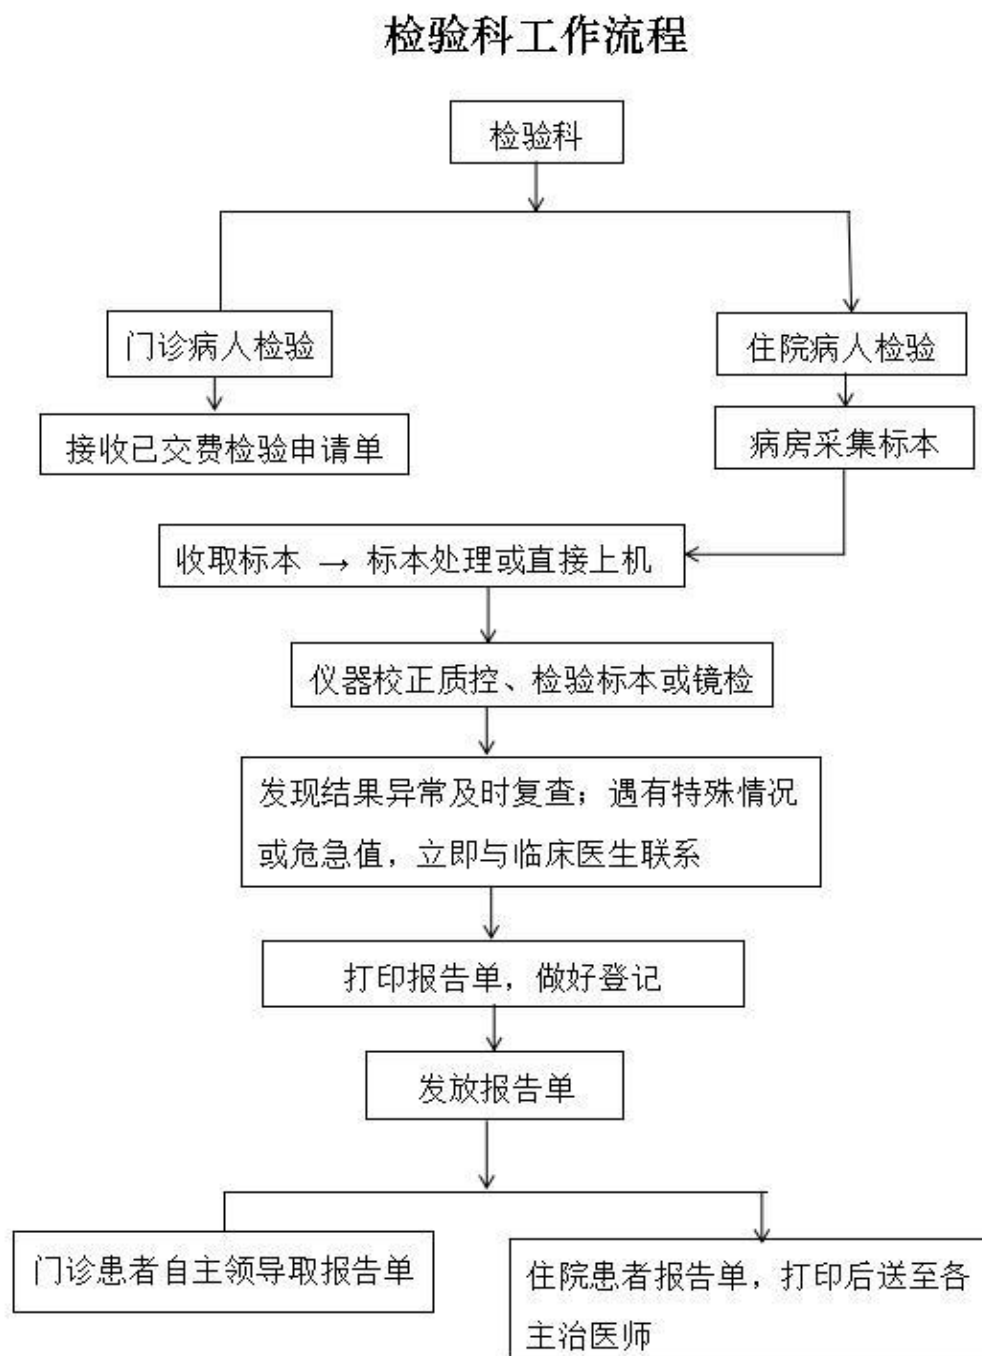 检验科工作流程
检验科
门诊病人检验
住院病人检验
接收已交费检验申请单
病房采集标本
收取标本 → 标本处理或直接上机
仪器校正质控、检验标本或镜检
发现结果异常及时复查；遇有特殊情况
或危急值，立即与临床医生联系
打印报告单，做好登记
发放报告单
门诊患者自主领导取报告单
住院患者报告单，打印后送至各
主治医师